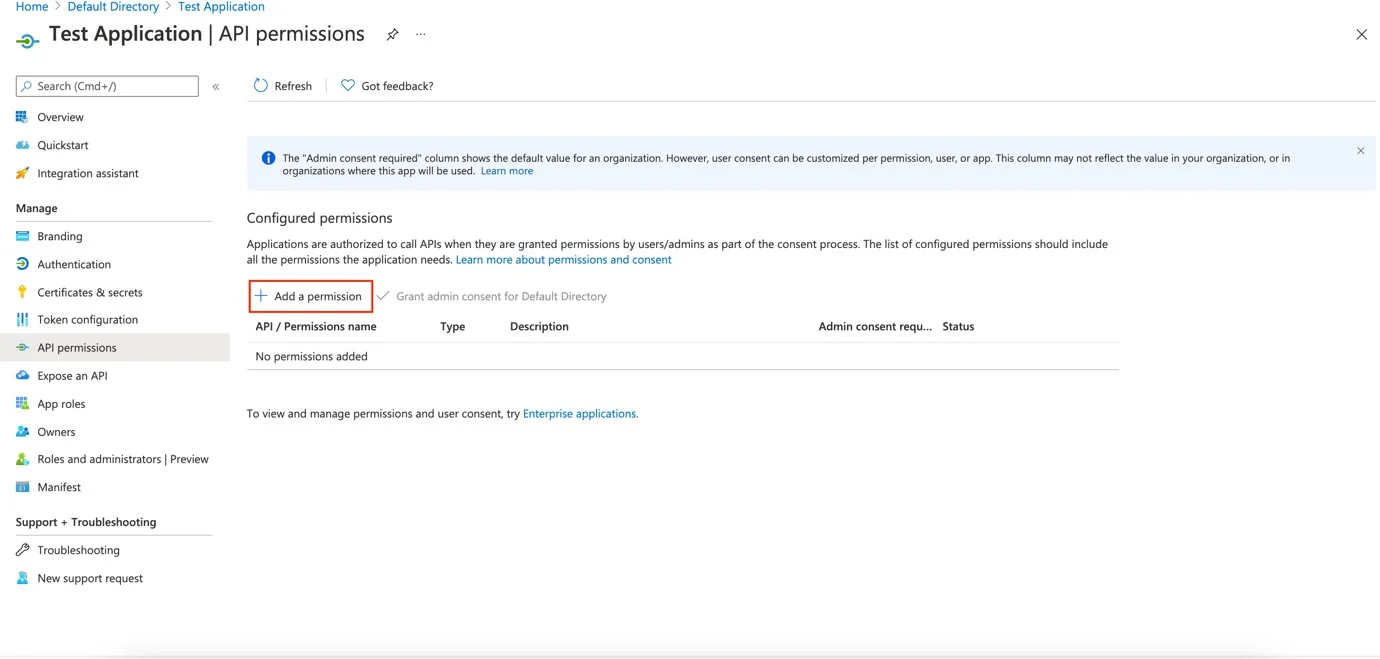 Home > Default Directory > Test Application
Test Application | API permissions ...
Search (Cmd+/) «
Refresh Got feedback?
Overview
Quickstart
Integration assistant
Manage
Branding
Authentication
Certificates & secrets
Token configuration
API permissions
Expose an API
App roles
Owners
Roles and administrators | Preview
Manifest
Support + Troubleshooting
Troubleshooting
New support request
The "Admin consent required" column shows the default value for an organization. However, user consent can be customized per permission, user, or app. This column may not reflect the value in your organization, or in
organizations where this app will be used. Learn more
Configured permissions
Applications are authorized to call APIs when they are granted permissions by users/admins as part of the consent process. The list of configured permissions should include
all the permissions the application needs. Learn more about permissions and consent
Add a permission Grant admin consent for Default Directory
API / Permissions name Type Description Admin consent requ... Status
No permissions added
To view and manage permissions and user consent, try Enterprise applications.